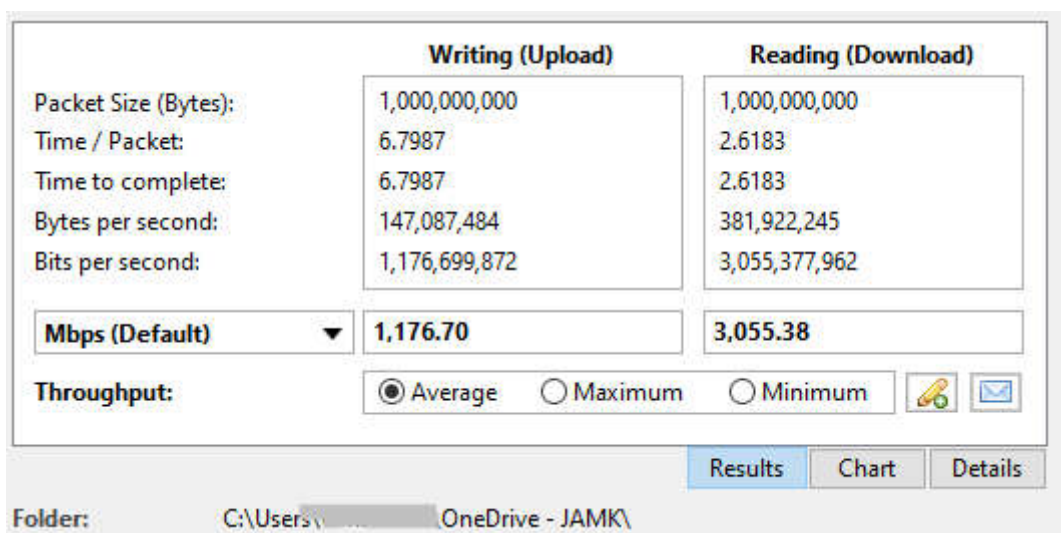 Writing (Upload) Reading (Download)
Packet Size (Bytes): 1,000,000,000 1,000,000,000
Time / Packet: 6.7987 2.6183
Time to complete: 6.7987 2.6183
Bytes per second: 147,087,484 381,922,245
Bits per second: 1,176,699,872 3,055,377,962
Mbps (Default) 1,176.70 3,055.38
Throughput: Average Maximum Minimum
Results Chart Details
Folder: C:\Users\ \OneDrive - JAMK\